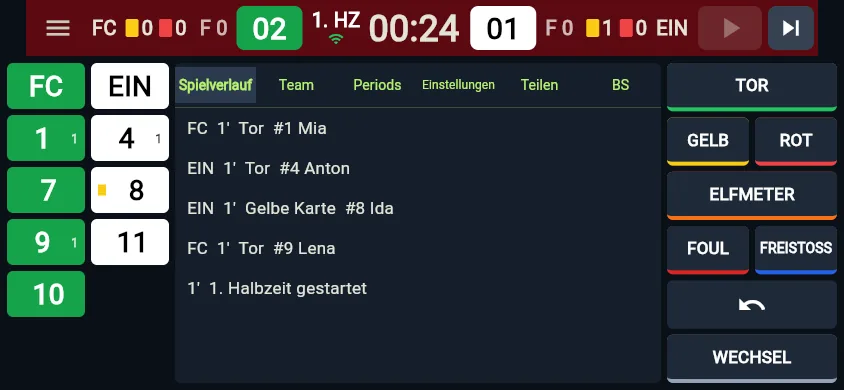 FC 0 0 F 0 02 1. HZ 00:24 01 F 0 1 0 EIN
FC EIN
1 1 4 1
7 8
9 1 11
10
Spielverlauf Team Periods Einstellungen Teilen BS
FC 1' Tor #1 Mia
EIN 1' Tor #4 Anton
EIN 1' Gelbe Karte #8 Ida
FC 1' Tor #9 Lena
1' 1. Halbzeit gestartet
TOR
GELB ROT
ELFMETER
FOUL FREISTOSS
WECHSEL